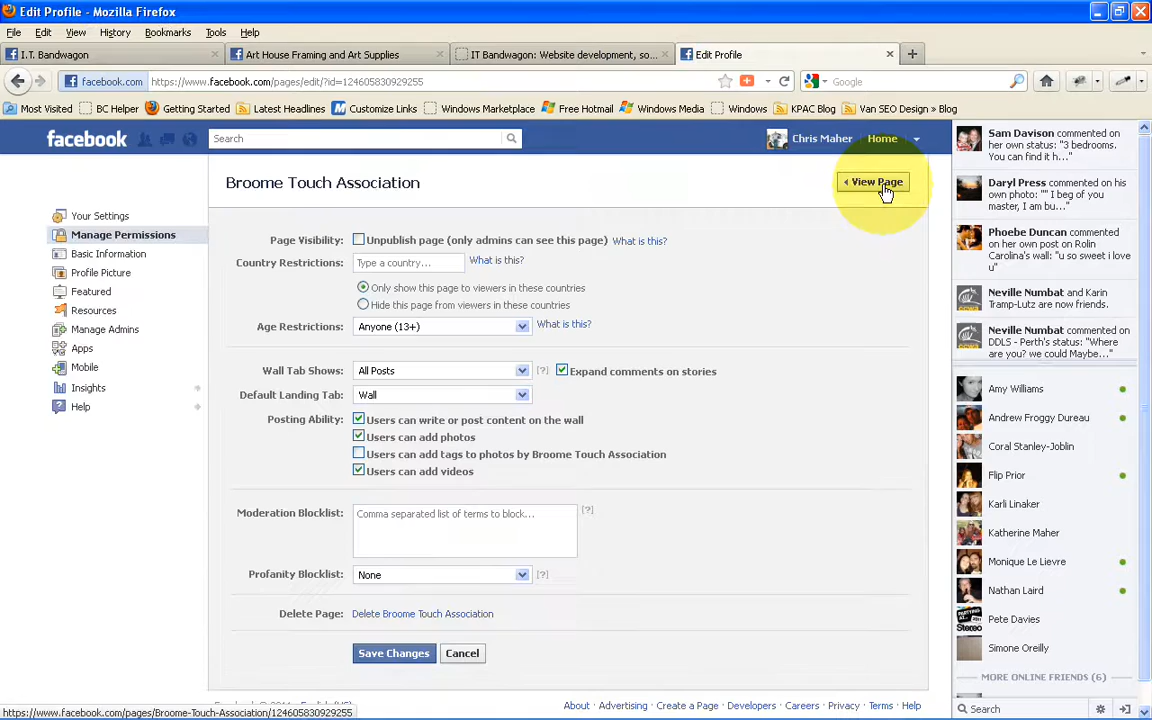 Edit Profile - Mozilla Firefox
File Edit View History Bookmarks Tools Help
I.T. Bandwagon × Art House Framing and Art Supplies × IT Bandwagon: Website development, so... × Edit Profile × +
facebook.com https://www.facebook.com/pages/edit/?id=124605830929255 Google
Most Visited BC Helper Getting Started Latest Headlines Customize Links Windows Marketplace Free Hotmail Windows Media Windows KPAC Blog Van SEO Design » Blog
facebook Search Chris Maher Home
Broome Touch Association
View Page
Your Settings
Manage Permissions
Basic Information
Profile Picture
Featured
Resources
Manage Admins
Apps
Mobile
Insights
Help
Page Visibility: Unpublish page (only admins can see this page) What is this?
Country Restrictions: Type a country... What is this?
Only show this page to viewers in these countries
Hide this page from viewers in these countries
Age Restrictions: Anyone (13+) What is this?
Wall Tab Shows: All Posts [?] Expand comments on stories
Default Landing Tab: Wall
Posting Ability: Users can write or post content on the wall
Users can add photos
Users can add tags to photos by Broome Touch Association
Users can add videos
Moderation Blocklist: Comma separated list of terms to block... [?]
Profanity Blocklist: None [?]
Delete Page: Delete Broome Touch Association
Save Changes Cancel
About · Advertising · Create a Page · Developers · Careers · Privacy · Terms · Help
Sam Davison commented on
her own status: "3 bedrooms.
You can find it h..."
Daryl Press commented on his
own photo: "" I beg of you
master, I am bu..."
Phoebe Duncan commented
on her own post on Rolin
Carolina's wall: "u so sweet i love
u"
Neville Numbat and Karin
Tramp-Lutz are now friends.
Neville Numbat commented
on DDLS - Perth's status: "Where
are you? we could Maybe..."
Amy Williams
Andrew Froggy Dureau
Coral Stanley-Joblin
Flip Prior
Karli Linaker
Katherine Maher
Monique Le Lievre
Nathan Laird
Pete Davies
Simone Oreilly
MORE ONLINE FRIENDS (6)
Search
https://www.facebook.com/pages/Broome-Touch-Association/124605830929255